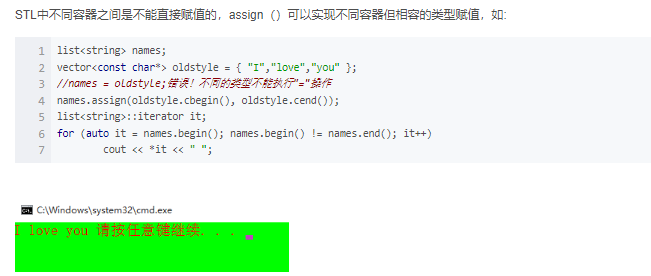 STL中不同容器之间是不能直接赋值的，assign（）可以实现不同容器但相容的类型赋值，如:
1 list<string> names;
2 vector<const char*> oldstyle = { "I","love","you" };
3 //names = oldstyle;错误！不同的类型不能执行"="操作
4 names.assign(oldstyle.cbegin(), oldstyle.cend());
5 list<string>::iterator it;
6 for (auto it = names.begin(); names.begin() != names.end(); it++)
7 cout << *it << " ";
C:\Windows\system32\cmd.exe
I love you 请按任意键继续. . .